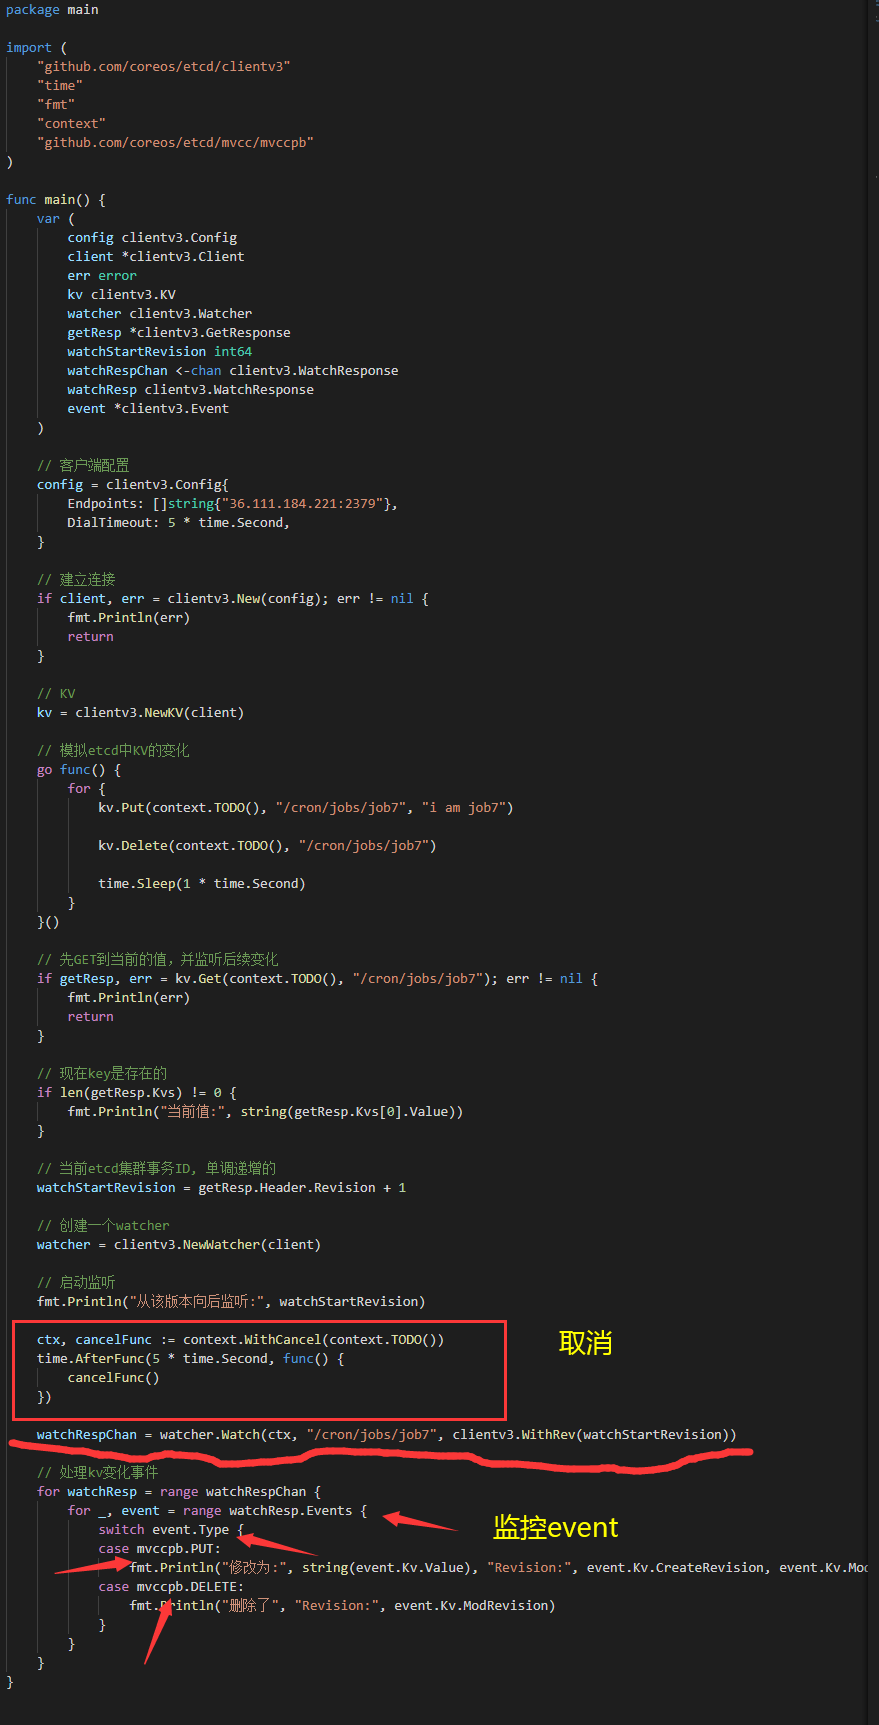 package main
import (
"github.com/coreos/etcd/clientv3"
"time"
"fmt"
"context"
"github.com/coreos/etcd/mvcc/mvccpb"
)
func main() {
var (
config clientv3.Config
client *clientv3.Client
err error
kv clientv3.KV
watcher clientv3.Watcher
getResp *clientv3.GetResponse
watchStartRevision int64
watchRespChan <-chan clientv3.WatchResponse
watchResp clientv3.WatchResponse
event *clientv3.Event
)
// 客户端配置
config = clientv3.Config{
Endpoints: []string{"36.111.184.221:2379"},
DialTimeout: 5 * time.Second,
}
// 建立连接
if client, err = clientv3.New(config); err != nil {
fmt.Println(err)
return
}
// KV
kv = clientv3.NewKV(client)
// 模拟etcd中KV的变化
go func() {
for {
kv.Put(context.TODO(), "/cron/jobs/job7", "i am job7")
kv.Delete(context.TODO(), "/cron/jobs/job7")
time.Sleep(1 * time.Second)
}
}()
// 先GET到当前的值，并监听后续变化
if getResp, err = kv.Get(context.TODO(), "/cron/jobs/job7"); err != nil {
fmt.Println(err)
return
}
// 现在key是存在的
if len(getResp.Kvs) != 0 {
fmt.Println("当前值:", string(getResp.Kvs[0].Value))
}
// 当前etcd集群事务ID, 单调递增的
watchStartRevision = getResp.Header.Revision + 1
// 创建一个watcher
watcher = clientv3.NewWatcher(client)
// 启动监听
fmt.Println("从该版本向后监听:", watchStartRevision)
ctx, cancelFunc := context.WithCancel(context.TODO())
取消
time.AfterFunc(5 * time.Second, func() {
cancelFunc()
})
watchRespChan = watcher.Watch(ctx, "/cron/jobs/job7", clientv3.WithRev(watchStartRevision))
// 处理kv变化事件
for watchResp = range watchRespChan {
for _, event = range watchResp.Events {
监控event
switch event.Type {
case mvccpb.PUT:
fmt.Println("修改为:", string(event.Kv.Value), "Revision:", event.Kv.CreateRevision, event.Kv.Mod
case mvccpb.DELETE:
fmt.Println("删除了", "Revision:", event.Kv.ModRevision)
}
}
}
}